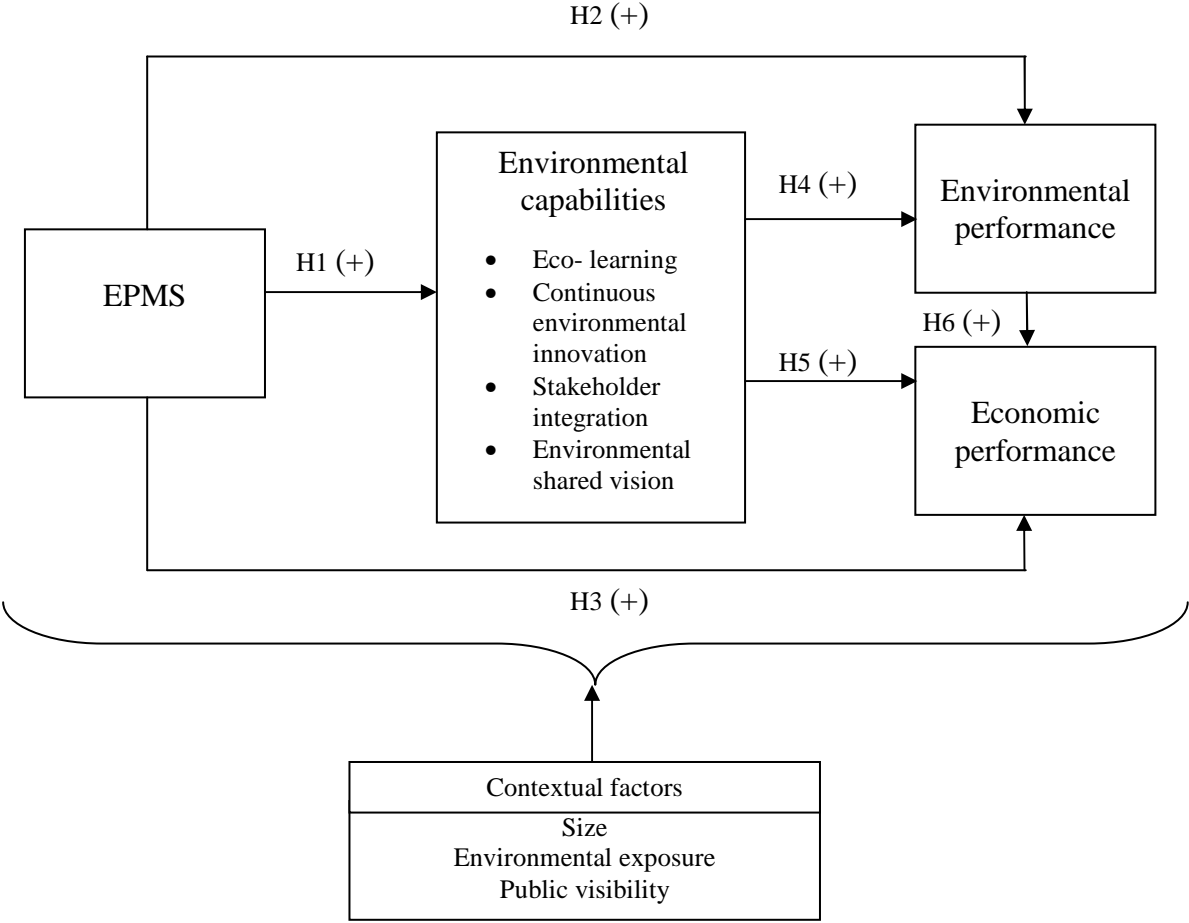 H2 (+)
Environmental
capabilities
Environmental
performance
H4 (+)
EPMS
H1 (+)
• Eco- learning
• Continuous
environmental
innovation
• Stakeholder
integration
• Environmental
shared vision
H6 (+)
H5 (+)
Economic
performance
H3 (+)
Contextual factors
Size
Environmental exposure
Public visibility